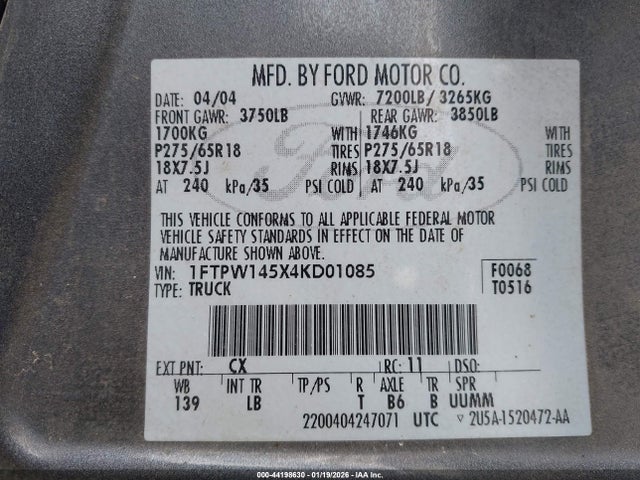 MFD. BY FORD MOTOR CO.
DATE: 04/04 GVWR: 7200LB/ 3265KG
FRONT GAWR: 3750LB REAR GAWR: 3850LB
1700KG WITH 1746KG WITH
P275/65R18 TIRES P275/65R18 TIRES
18X7.5J RIMS 18X7.5J RIMS
AT 240 kPa/35 PSI COLD AT 240 kPa/35 PSI COLD
Ford
THIS VEHICLE CONFORMS TO ALL APPLICABLE FEDERAL MOTOR
VEHICLE SAFETY STANDARDS IN EFFECT ON THE DATE OF
MANUFACTURE SHOWN ABOVE.
VIN: 1FTPW145X4KD01085 F0068
TYPE: TRUCK T0516
EXT PNT: CX RC: 11 DSO:
WB INT TR TP/PS R AXLE TR SPR
139 LB T B6 B UUMM
2200404247071 UTC ▽ 2U5A-1520472-AA
000-44198630 - 01/19/2026 - IAA Inc.